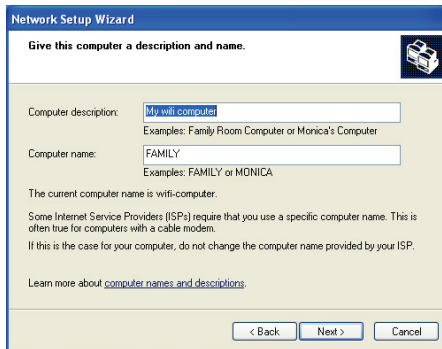 Network Setup Wizard
Give this computer a description and name.
Computer description: My wifi computer
Examples: Family Room Computer or Monica's Computer
Computer name: FAMILY
Examples: FAMILY or MONICA
The current computer name is wifi-computer.
Some Internet Service Providers (ISPs) require that you use a specific computer name. This is
often true for computers with a cable modem.
If this is the case for your computer, do not change the computer name provided by your ISP.
Learn more about computer names and descriptions.
< Back Next > Cancel